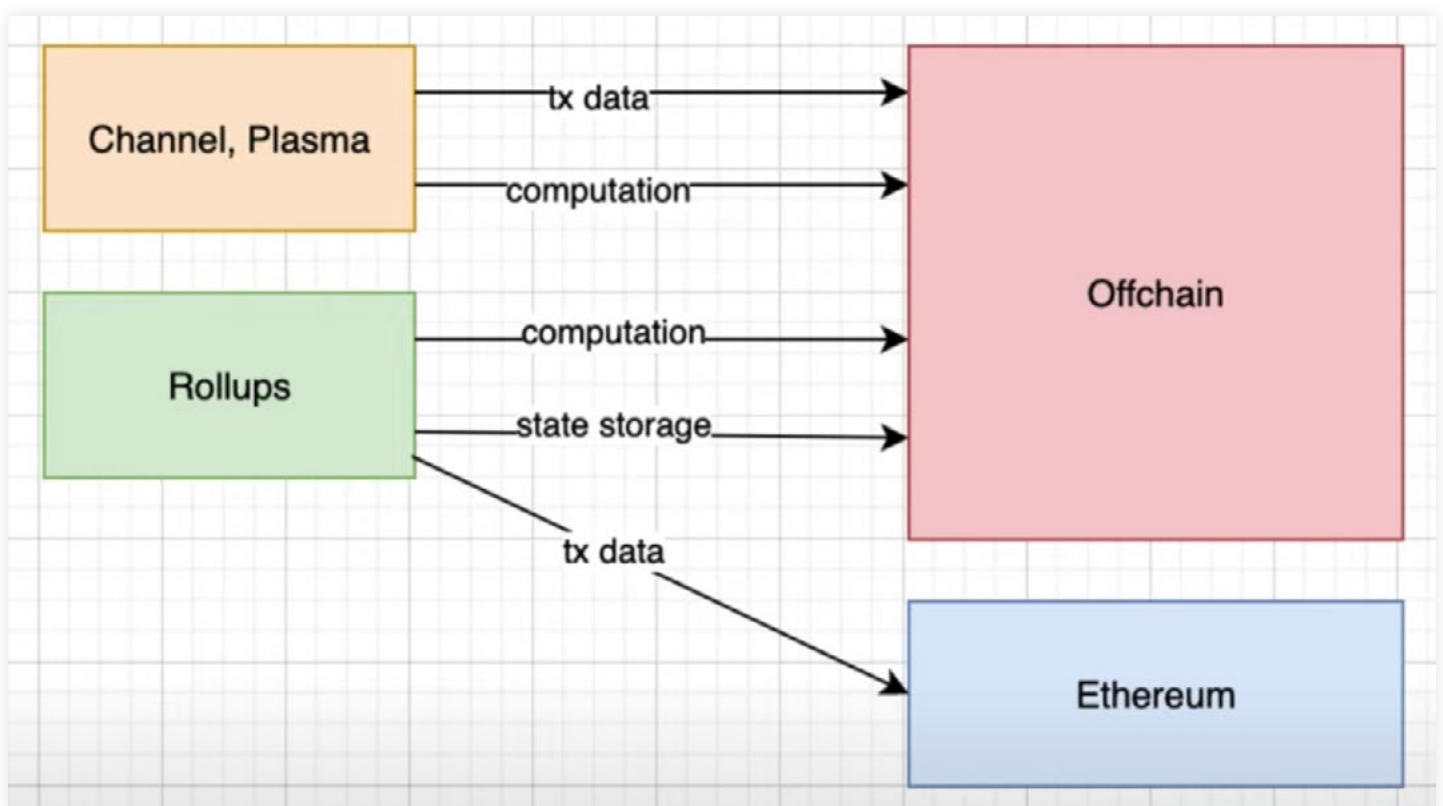 Channel, Plasma
tx data
computation
Offchain
Rollups
computation
state storage
tx data
Ethereum